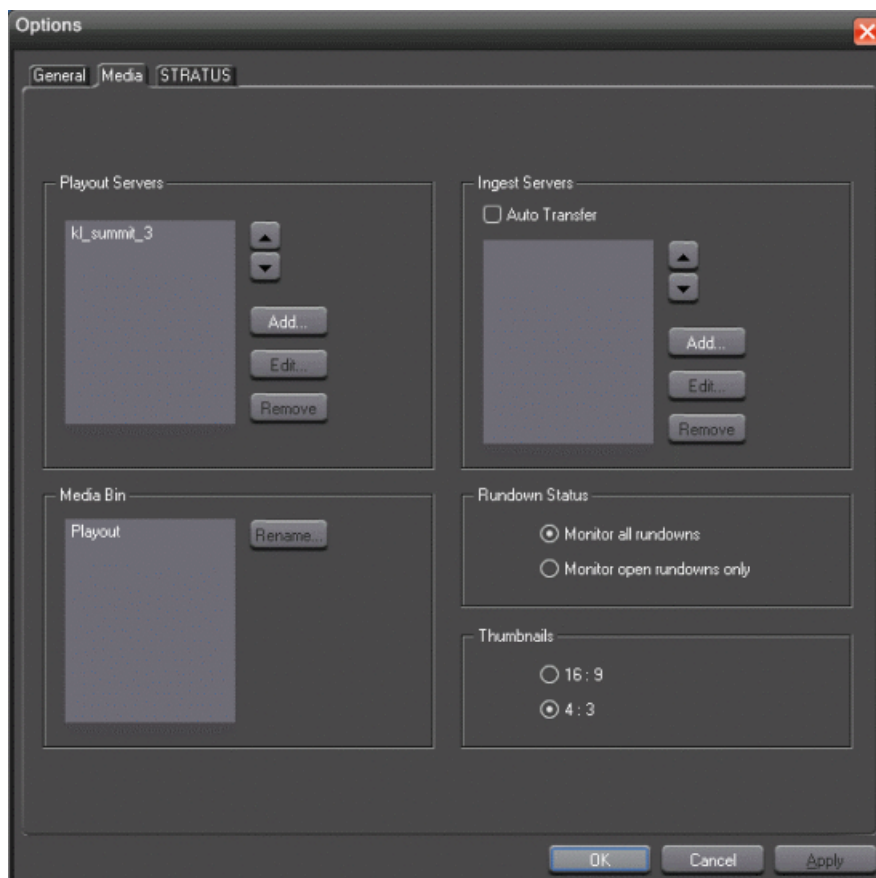 Options
General Media STRATUS
Playout Servers
kl_summit_3
Add...
Edit...
Remove
Ingest Servers
Auto Transfer
Add...
Edit...
Remove
Media Bin
Playout
Rename...
Rundown Status
Monitor all rundowns
Monitor open rundowns only
Thumbnails
16 : 9
4 : 3
OK Cancel Apply